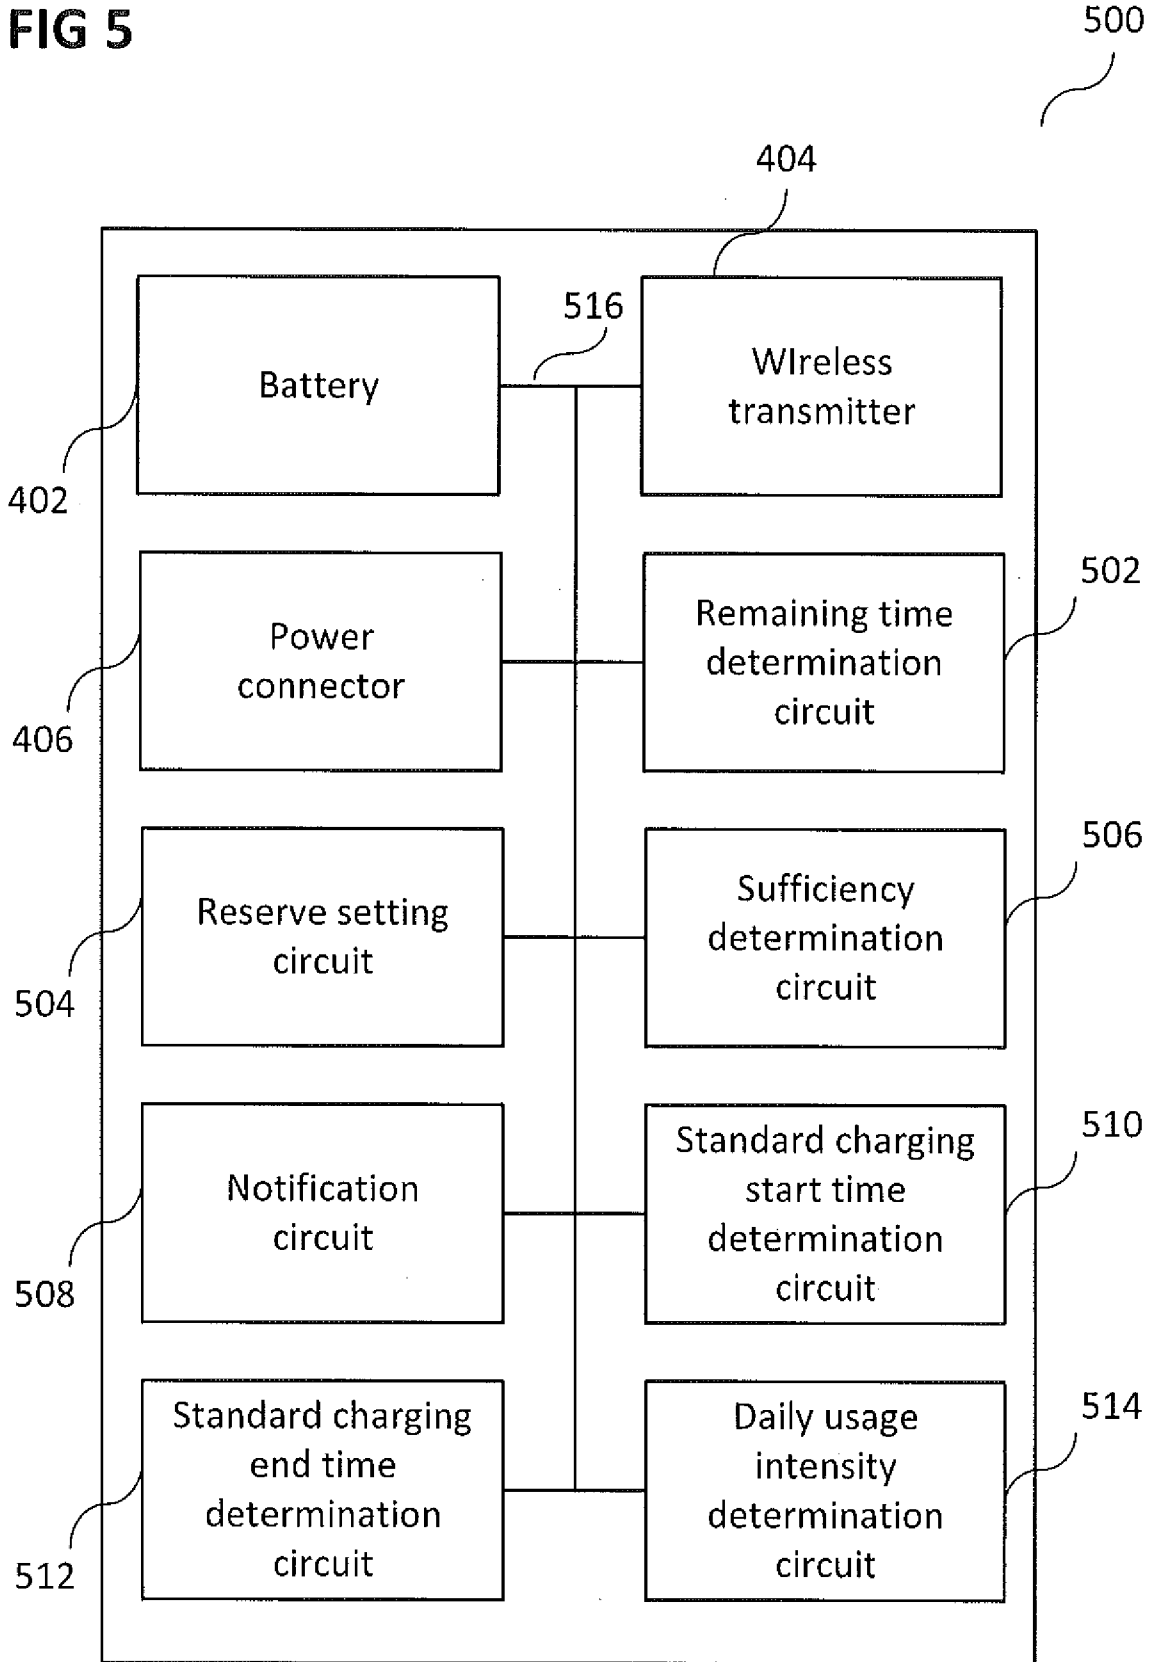 FIG 5
500
404
516
Battery
WIreless
transmitter
402
502
Power
connector
Remaining time
determination
circuit
406
506
Reserve setting
circuit
Sufficiency
determination
circuit
504
510
Notification
circuit
Standard charging
start time
determination
circuit
508
514
Standard charging
end time
determination
circuit
Daily usage
intensity
determination
circuit
512